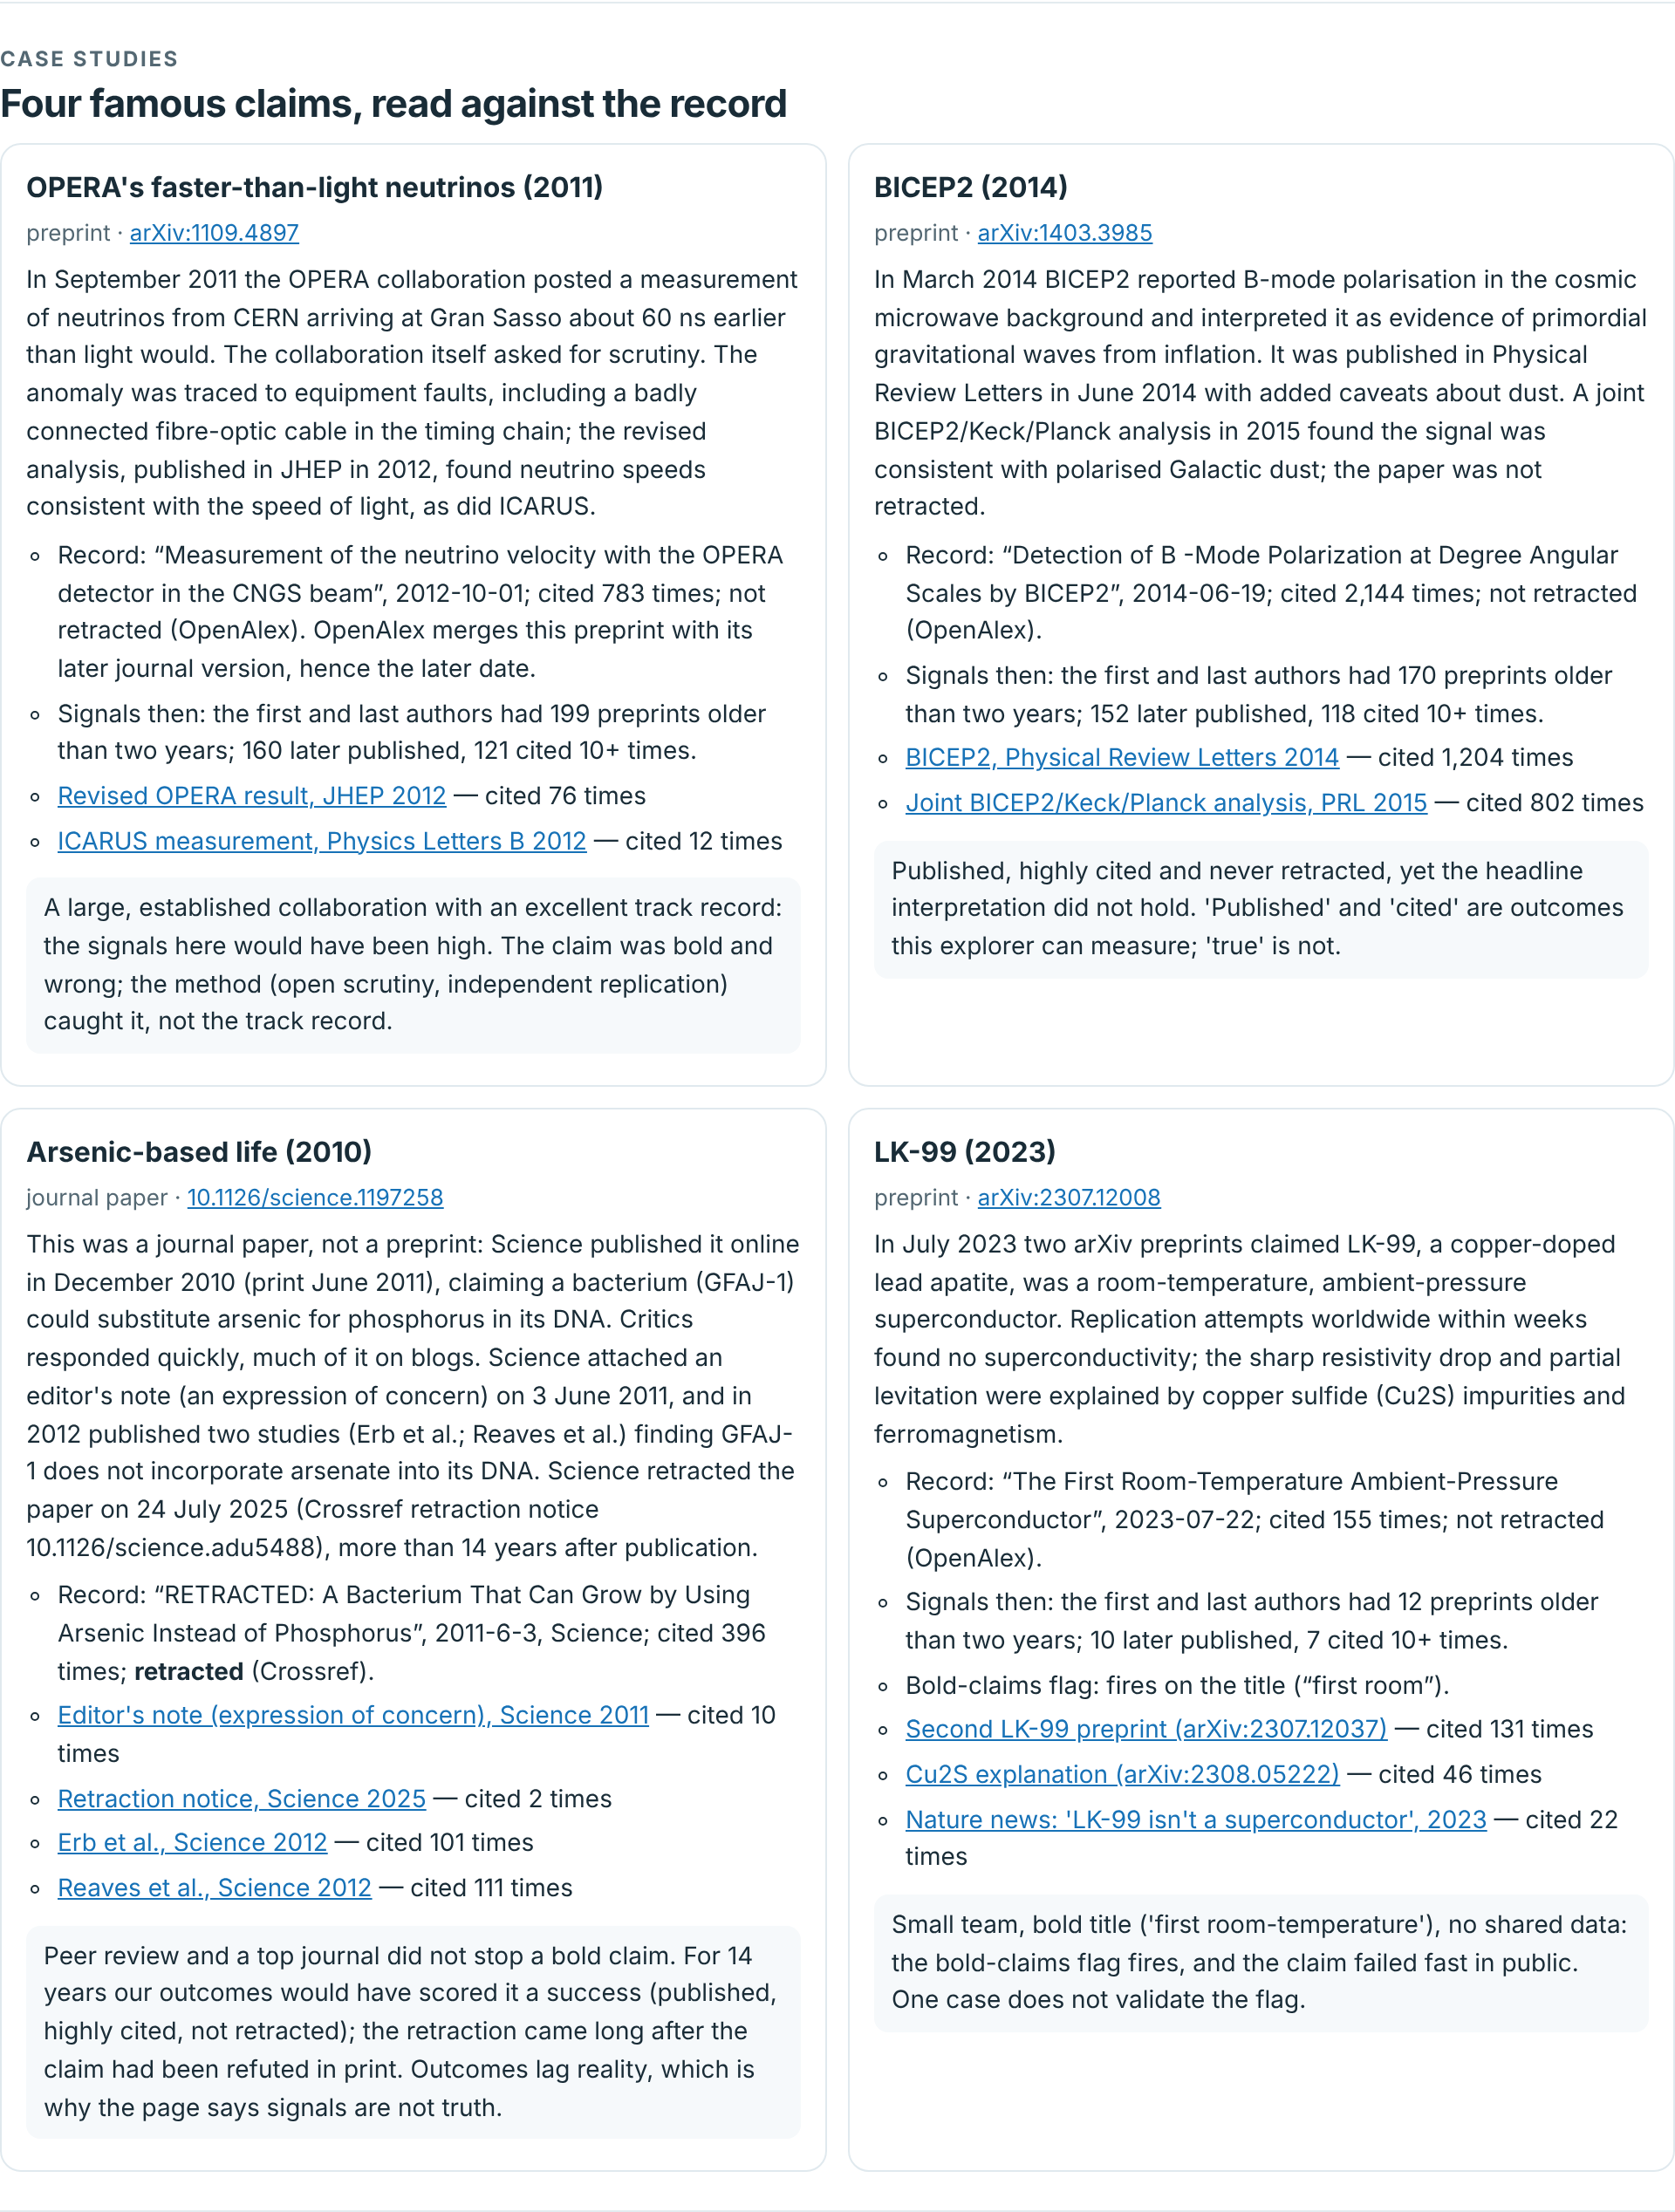 CASE STUDIES
Four famous claims, read against the record
OPERA's faster-than-light neutrinos (2011)
preprint · arXiv:1109.4897
In September 2011 the OPERA collaboration posted a measurement
of neutrinos from CERN arriving at Gran Sasso about 60 ns earlier
than light would. The collaboration itself asked for scrutiny. The
anomaly was traced to equipment faults, including a badly
connected fibre-optic cable in the timing chain; the revised
analysis, published in JHEP in 2012, found neutrino speeds
consistent with the speed of light, as did ICARUS.
Record: “Measurement of the neutrino velocity with the OPERA
detector in the CNGS beam”, 2012-10-01; cited 783 times; not
retracted (OpenAlex). OpenAlex merges this preprint with its
later journal version, hence the later date.
Signals then: the first and last authors had 199 preprints older
than two years; 160 later published, 121 cited 10+ times.
Revised OPERA result, JHEP 2012 — cited 76 times
ICARUS measurement, Physics Letters B 2012 — cited 12 times
A large, established collaboration with an excellent track record:
the signals here would have been high. The claim was bold and
wrong; the method (open scrutiny, independent replication)
caught it, not the track record.
BICEP2 (2014)
preprint · arXiv:1403.3985
In March 2014 BICEP2 reported B-mode polarisation in the cosmic
microwave background and interpreted it as evidence of primordial
gravitational waves from inflation. It was published in Physical
Review Letters in June 2014 with added caveats about dust. A joint
BICEP2/Keck/Planck analysis in 2015 found the signal was
consistent with polarised Galactic dust; the paper was not
retracted.
Record: “Detection of B -Mode Polarization at Degree Angular
Scales by BICEP2”, 2014-06-19; cited 2,144 times; not retracted
(OpenAlex).
Signals then: the first and last authors had 170 preprints older
than two years; 152 later published, 118 cited 10+ times.
BICEP2, Physical Review Letters 2014 — cited 1,204 times
Joint BICEP2/Keck/Planck analysis, PRL 2015 — cited 802 times
Published, highly cited and never retracted, yet the headline
interpretation did not hold. 'Published' and 'cited' are outcomes
this explorer can measure; 'true' is not.
Arsenic-based life (2010)
journal paper · 10.1126/science.1197258
This was a journal paper, not a preprint: Science published it online
in December 2010 (print June 2011), claiming a bacterium (GFAJ-1)
could substitute arsenic for phosphorus in its DNA. Critics
responded quickly, much of it on blogs. Science attached an
editor's note (an expression of concern) on 3 June 2011, and in
2012 published two studies (Erb et al.; Reaves et al.) finding GFAJ-
1 does not incorporate arsenate into its DNA. Science retracted the
paper on 24 July 2025 (Crossref retraction notice
10.1126/science.adu5488), more than 14 years after publication.
Record: “RETRACTED: A Bacterium That Can Grow by Using
Arsenic Instead of Phosphorus”, 2011-6-3, Science; cited 396
times; retracted (Crossref).
Editor's note (expression of concern), Science 2011 — cited 10
times
Retraction notice, Science 2025 — cited 2 times
Erb et al., Science 2012 — cited 101 times
Reaves et al., Science 2012 — cited 111 times
Peer review and a top journal did not stop a bold claim. For 14
years our outcomes would have scored it a success (published,
highly cited, not retracted); the retraction came long after the
claim had been refuted in print. Outcomes lag reality, which is
why the page says signals are not truth.
LK-99 (2023)
preprint · arXiv:2307.12008
In July 2023 two arXiv preprints claimed LK-99, a copper-doped
lead apatite, was a room-temperature, ambient-pressure
superconductor. Replication attempts worldwide within weeks
found no superconductivity; the sharp resistivity drop and partial
levitation were explained by copper sulfide (Cu2S) impurities and
ferromagnetism.
Record: “The First Room-Temperature Ambient-Pressure
Superconductor”, 2023-07-22; cited 155 times; not retracted
(OpenAlex).
Signals then: the first and last authors had 12 preprints older
than two years; 10 later published, 7 cited 10+ times.
Bold-claims flag: fires on the title (“first room”).
Second LK-99 preprint (arXiv:2307.12037) — cited 131 times
Cu2S explanation (arXiv:2308.05222) — cited 46 times
Nature news: 'LK-99 isn't a superconductor', 2023 — cited 22
times
Small team, bold title ('first room-temperature'), no shared data:
the bold-claims flag fires, and the claim failed fast in public.
One case does not validate the flag.